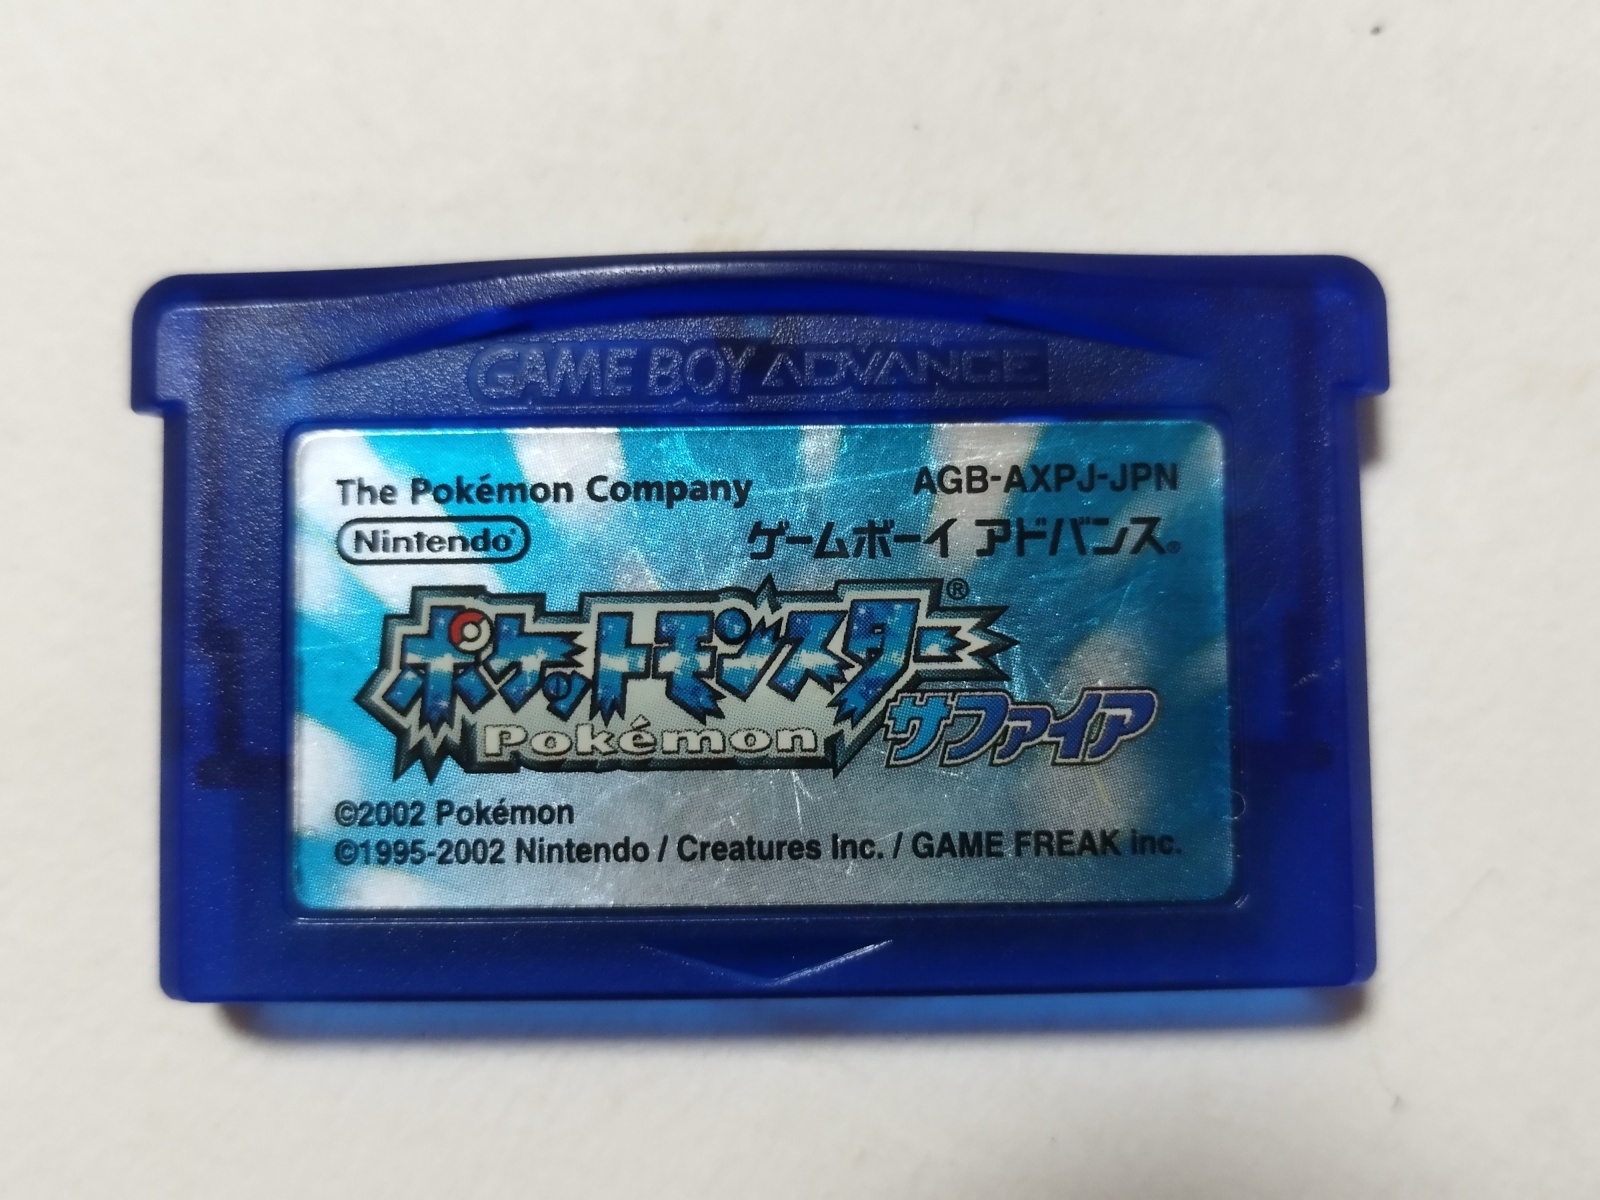 GAME BOY ADVANCE
The Pokémon Company
AGB-AXPJ-JPN
Nintendo®
ゲームボーイ アドバンス®
ポケットモンスター®
Pokémon
サファイア
©2002 Pokémon
©1995-2002 Nintendo / Creatures inc. / GAME FREAK inc.